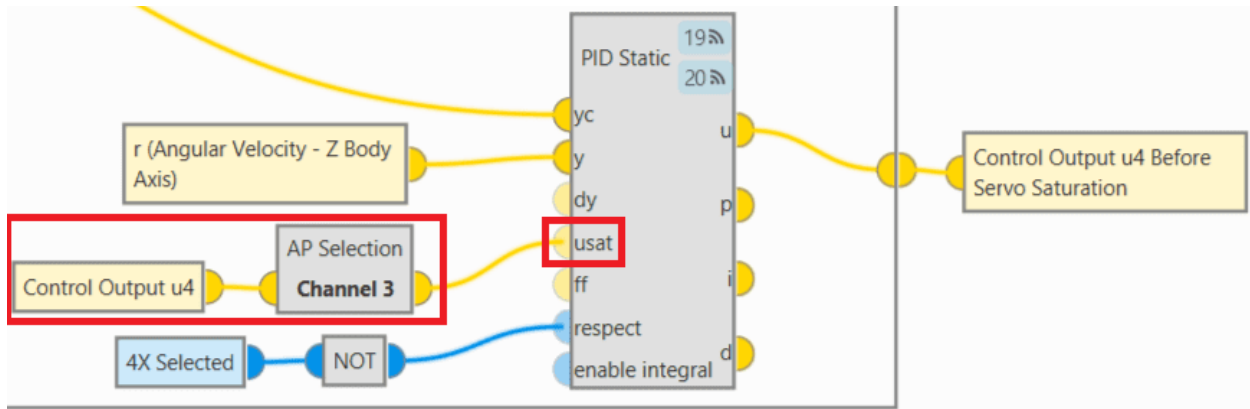 PID Static
19
20
yc
y
dy
usat
ff
respect
enable integral
u
p
i
d
r (Angular Velocity - Z Body
Axis)
AP Selection
Channel 3
Control Output u4
4X Selected
NOT
Control Output u4 Before
Servo Saturation